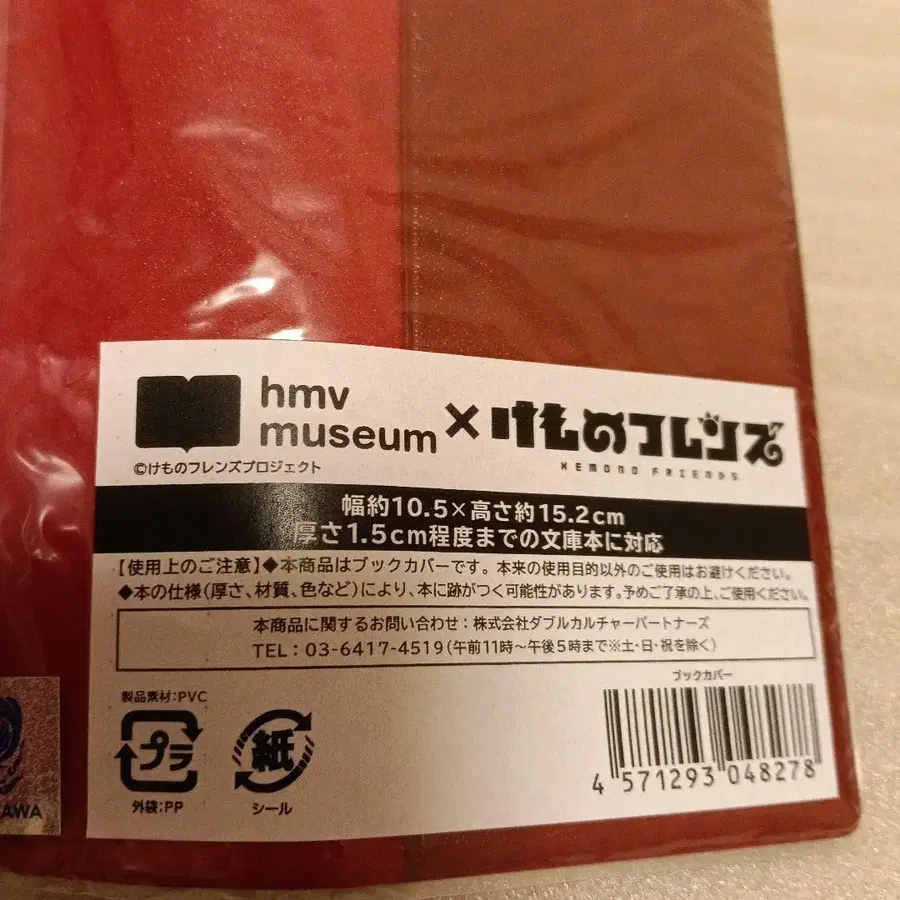 hmv
museum
×
けものフレンズ
KEMONO FRIENDS
©けものフレンズプロジェクト
幅約10.5×高さ約15.2cm
厚さ1.5cm程度までの文庫本に対応
【使用上のご注意】◆本商品はブックカバーです。本来の使用目的以外のご使用はお避けください。
◆本の仕様(厚さ、材質、色など)により、本に跡がつく可能性があります。予めご了承の上、ご使用ください。
本商品に関するお問い合わせ:株式会社ダブルカルチャーパートナーズ
TEL:03-6417-4519(午前11時~午後5時まで※土・日・祝を除く)
製品素材:PVC
プラ
外袋:PP
紙
シール
ブックカバー
4 571293 048278
AWA